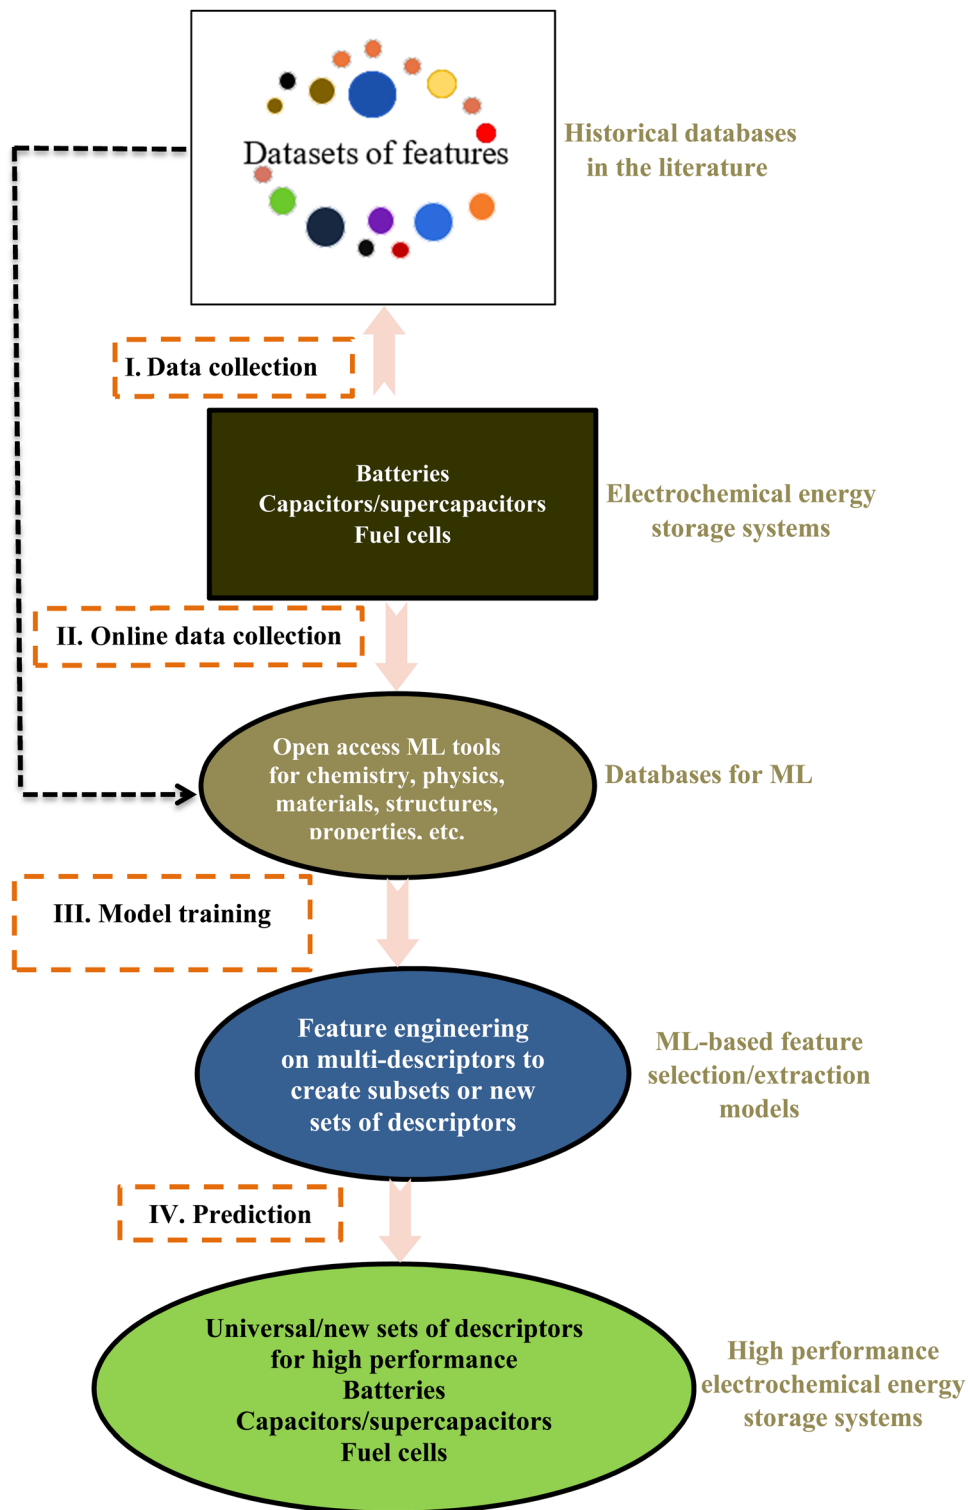 Datasets of features
Historical databases
in the literature
I. Data collection
Batteries
Capacitors/supercapacitors
Fuel cells
Electrochemical energy
storage systems
II. Online data collection
Open access ML tools
for chemistry, physics,
materials, structures,
properties, etc.
Databases for ML
III. Model training
Feature engineering
on multi-descriptors to
create subsets or new
sets of descriptors
ML-based feature
selection/extraction
models
IV. Prediction
Universal/new sets of descriptors
for high performance
Batteries
Capacitors/supercapacitors
Fuel cells
High performance
electrochemical energy
storage systems